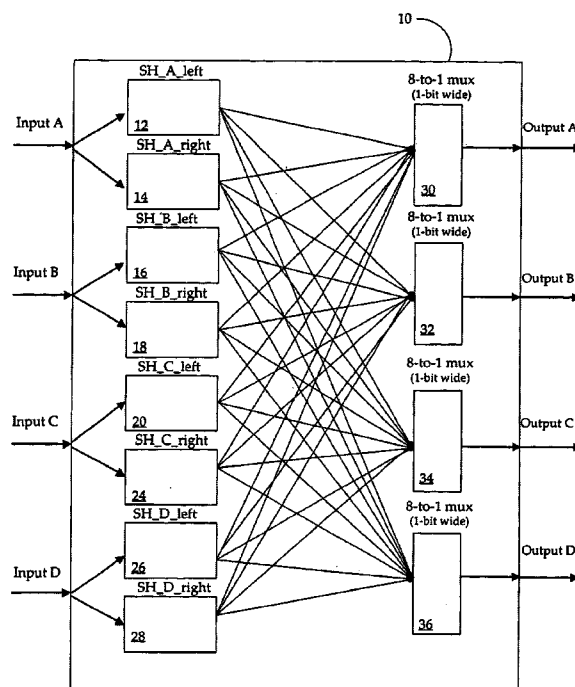 10
SH_A_left
8-to-1 mux
(1-bit wide)
Input A
12
Output A
SH_A_right
14
30
SH_B_left
8-to-1 mux
(1-bit wide)
Input B
16
Output B
SH_B_right
18
32
SH_C_left
8-to-1 mux
(1-bit wide)
Input C
20
Output C
SH_C_right
24
34
SH_D_left
8-to-1 mux
(1-bit wide)
Input D
26
Output D
SH_D_right
28
36